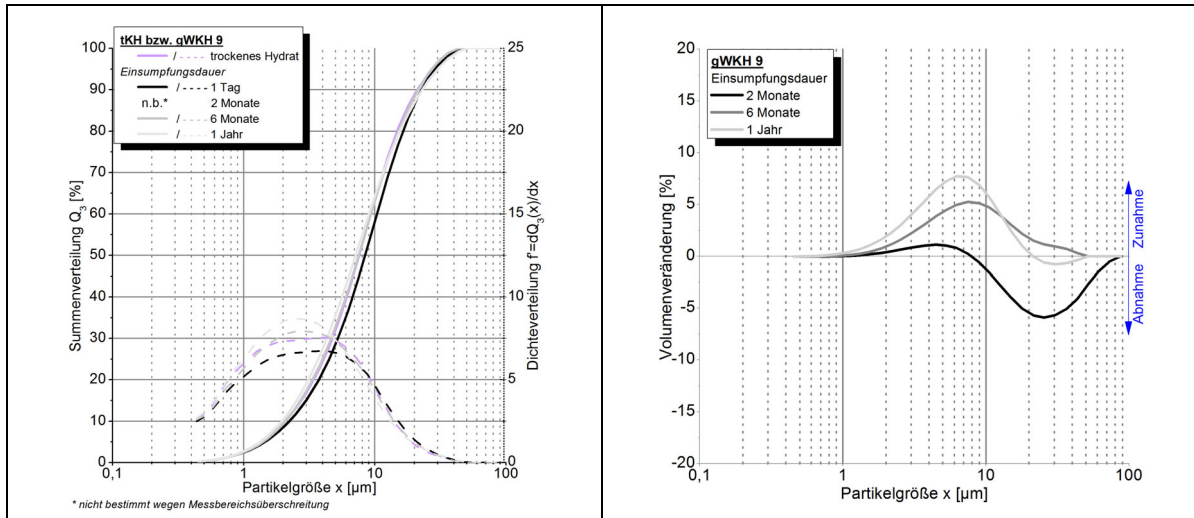 tKH bzw. gWKH 9
/ trockenes Hydrat
Einsumpfungsdauer
/ 1 Tag
n.b.* 2 Monate
/ 6 Monate
/ 1 Jahr
Summenverteilung Q3 [%]
100
90
80
70
60
50
40
30
20
10
0
Dichteverteilung f'=dQ3(x)/dx
25
20
15
10
5
0
0,1 1 10 100
Partikelgröße x [µm]
* nicht bestimmt wegen Messbereichsüberschreitung
gWKH 9
Einsumpfungsdauer
2 Monate
6 Monate
1 Jahr
Volumenveränderung [%]
20
15
10
5
0
-5
-10
-15
-20
Zunahme
Abnahme
0,1 1 10 100
Partikelgröße x [µm]